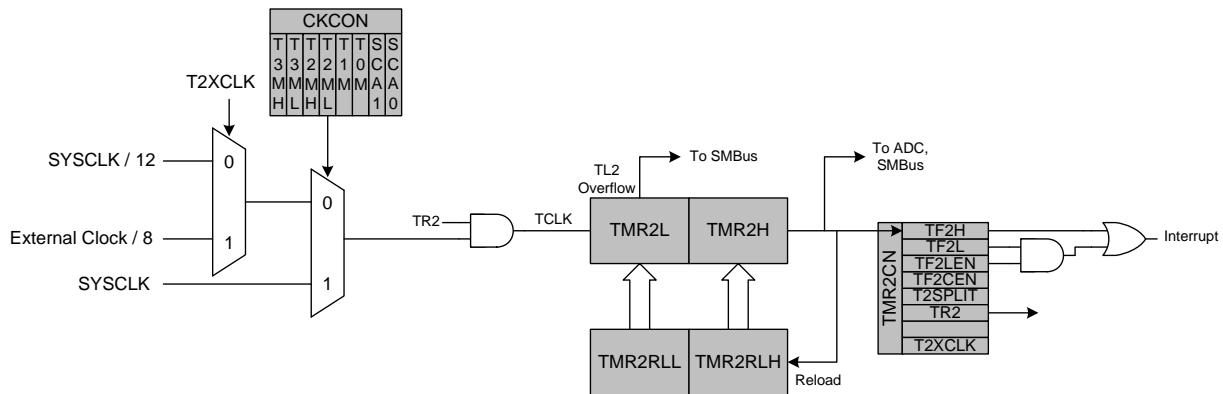 CKCON
T3MH T3ML T2MH T2ML T1M T0M SCA1 SCA0
T2XCLK
SYSCLK / 12
0
1
External Clock / 8
SYSCLK
0
1
TR2
TCLK
TL2
Overflow
To SMBus
To ADC,
SMBus
TMR2L
TMR2H
TMR2RLL
TMR2RLH
Reload
TMR2CN
TF2H
TF2L
TF2LEN
TF2CEN
T2SPLIT
TR2
T2XCLK
Interrupt